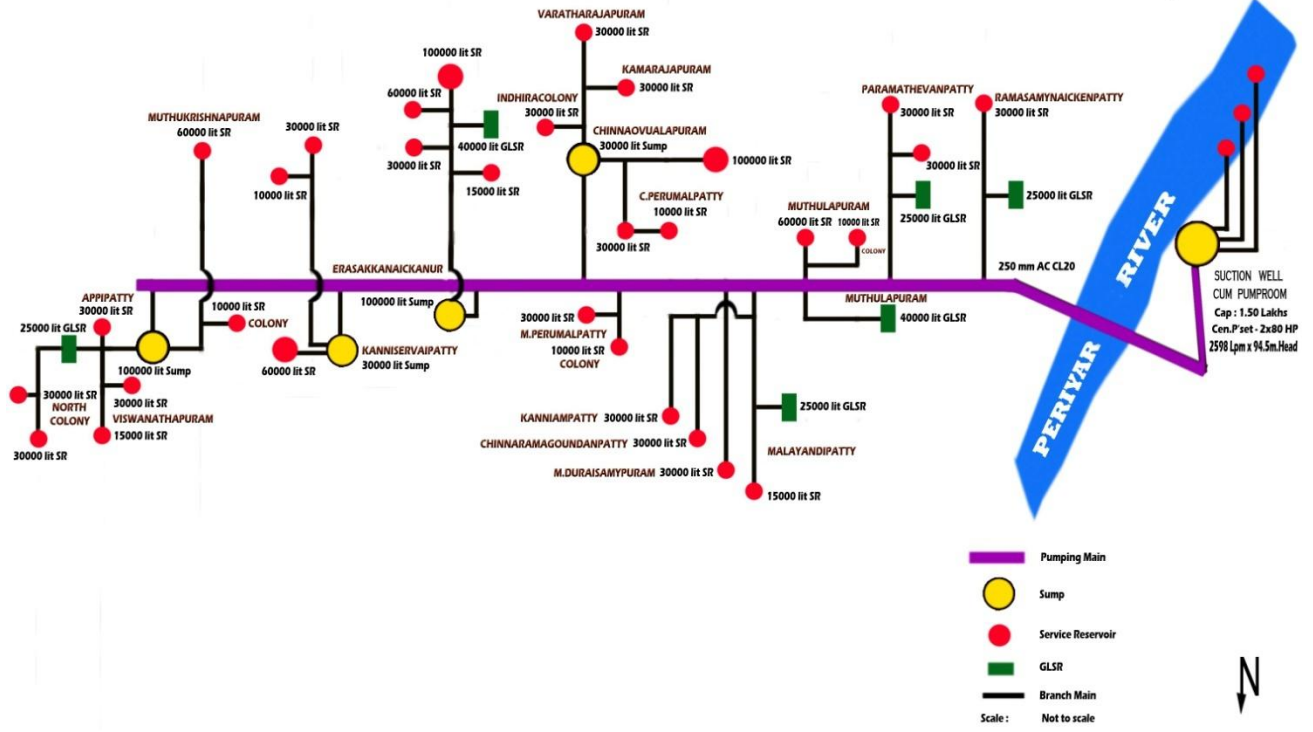 VARATHARAJAPURAM
30000 lit SR
100000 lit SR
KAMARAJAPURAM
30000 lit SR
60000 lit SR
INDHIRACOLONY
30000 lit SR
PARAMATHEVANPATTY
30000 lit SR
RAMASAMYNAICKENPATTY
30000 lit SR
MUTHUKRISHNAPURAM
60000 lit SR
30000 lit SR
40000 lit GLSR
CHINNAOVUALAPURAM
30000 lit Sump
100000 lit SR
30000 lit SR
30000 lit SR
10000 lit SR
15000 lit SR
C.PERUMALPATTY
10000 lit SR
30000 lit SR
25000 lit GLSR
25000 lit GLSR
MUTHULAPURAM
60000 lit SR
10000 lit SR
COLONY
ERASAKKANAICKANUR
100000 lit Sump
250 mm AC CL20
RIVER
PERIYAR
SUCTION WELL
CUM PUMPROOM
Cap : 1.50 Lakhs
Cen.P'set - 2x80 HP
2598 Lpm x 94.5m.Head
APPIPATTY
30000 lit SR
10000 lit SR
COLONY
25000 lit GLSR
100000 lit Sump
KANNISERVAIPATTY
30000 lit Sump
60000 lit SR
30000 lit SR
M.PERUMALPATTY
10000 lit SR
COLONY
MUTHULAPURAM
40000 lit GLSR
30000 lit SR
NORTH
COLONY
30000 lit SR
VISWANATHAPURAM
15000 lit SR
30000 lit SR
KANNIAMPATTY 30000 lit SR
25000 lit GLSR
CHINNARAMAGOUNDANPATTY 30000 lit SR
MALAYANDIPATTY
M.DURAISAMYPURAM 30000 lit SR
15000 lit SR
Pumping Main
Sump
Service Reservoir
GLSR
Branch Main
Scale : Not to scale
N